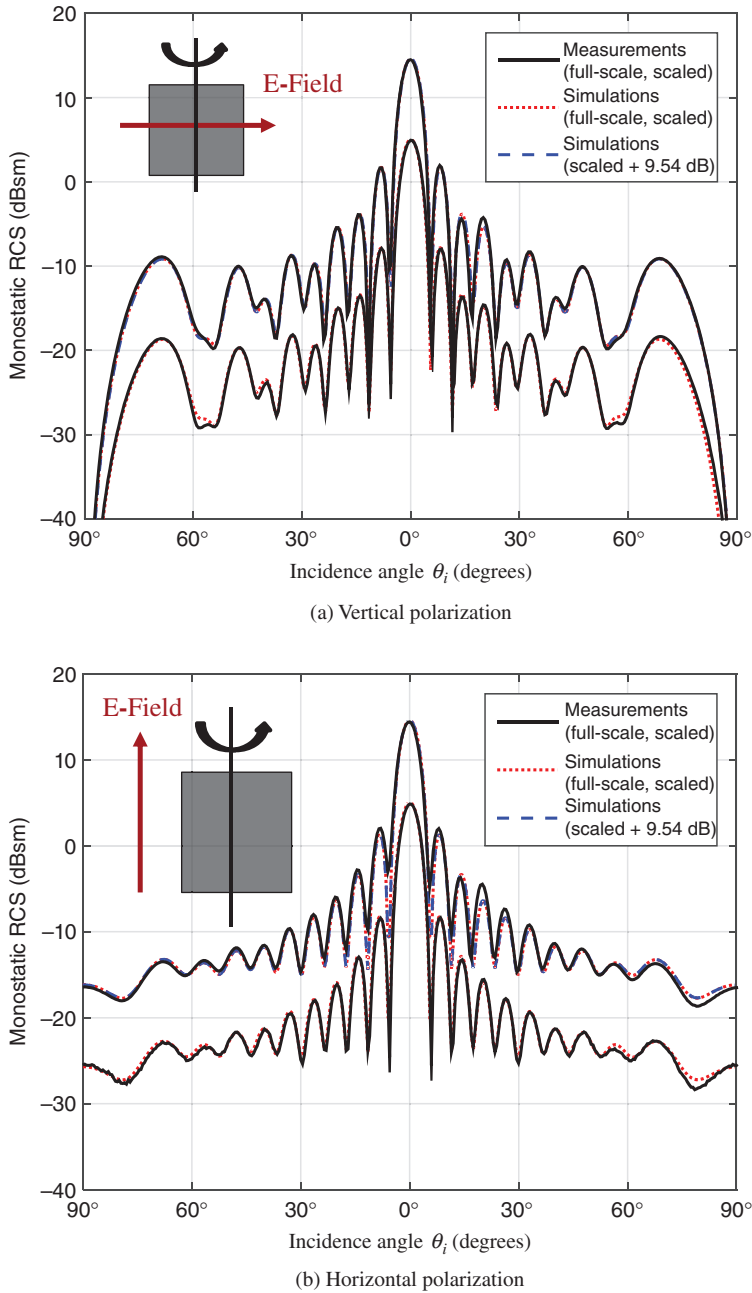 20
10
0
−10
−20
−30
−40
Monostatic RCS (dBsm)
E-Field
Measurements
(full-scale, scaled)
Simulations
(full-scale, scaled)
Simulations
(scaled + 9.54 dB)
90° 60° 30° 0° 30° 60° 90°
Incidence angle θi (degrees)
(a) Vertical polarization
20
10
0
−10
−20
−30
−40
Monostatic RCS (dBsm)
E-Field
Measurements
(full-scale, scaled)
Simulations
(full-scale, scaled)
Simulations
(scaled + 9.54 dB)
90° 60° 30° 0° 30° 60° 90°
Incidence angle θi (degrees)
(b) Horizontal polarization